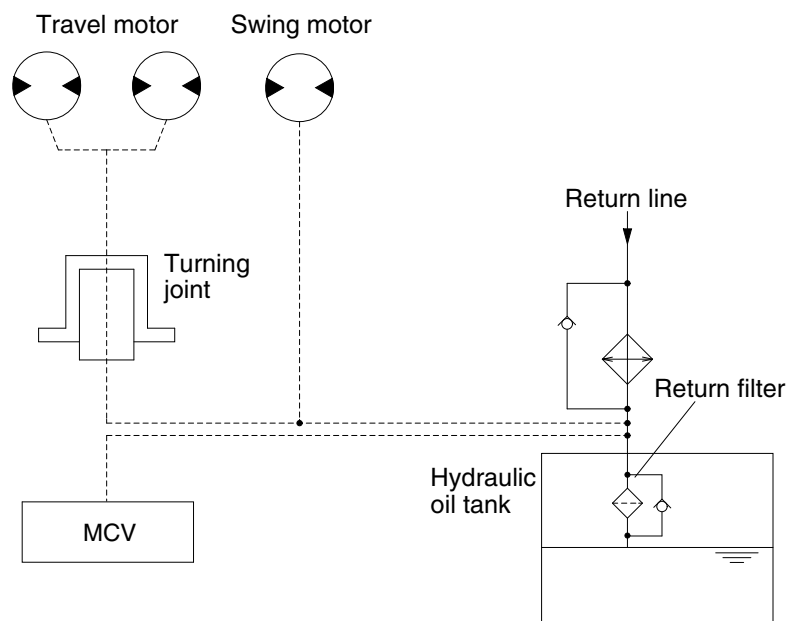 Travel motor
Swing motor
Return line
Turning
joint
Return filter
Hydraulic
oil tank
MCV